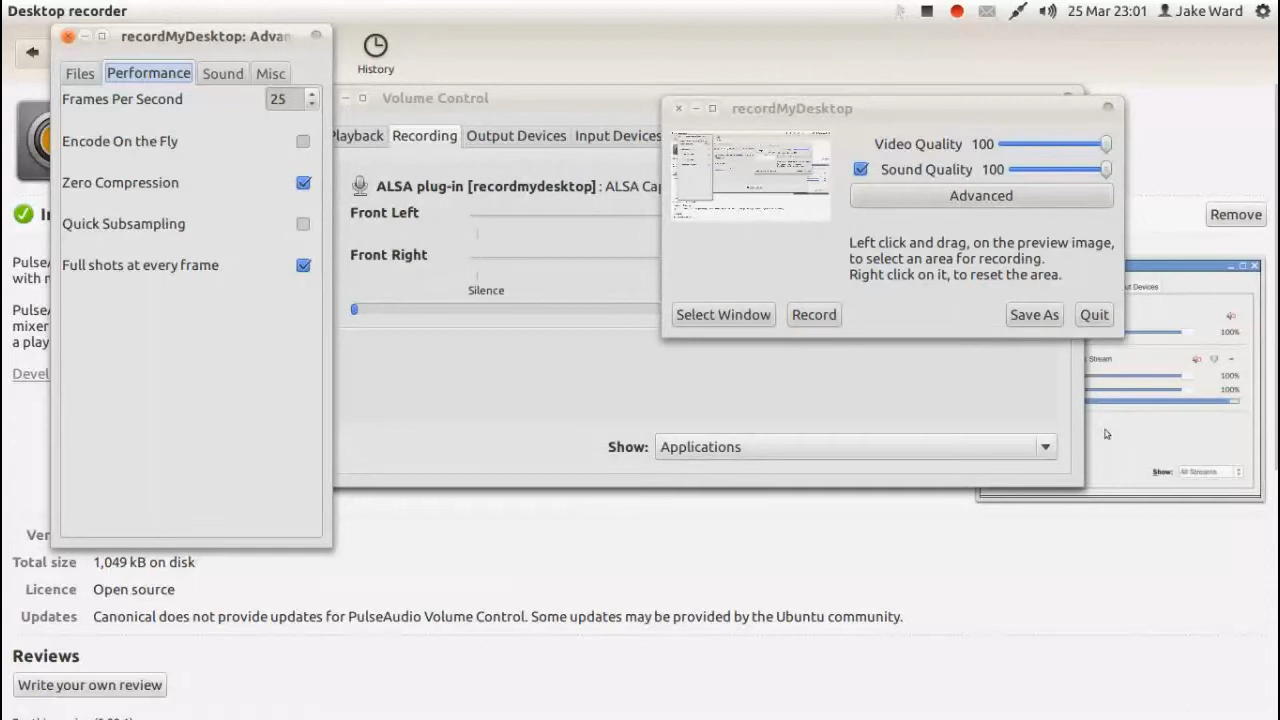 Desktop recorder
25 Mar 23:01 Jake Ward
recordMyDesktop: Advan
Files Performance Sound Misc
Frames Per Second 25
Encode On the Fly
Zero Compression
Quick Subsampling
Full shots at every frame
History
Volume Control
Playback Recording Output Devices Input Devices
ALSA plug-in [recordmydesktop] : ALSA Cap
Front Left
Front Right
Silence
Show: Applications
recordMyDesktop
Video Quality 100
Sound Quality 100
Advanced
Left click and drag, on the preview image,
to select an area for recording.
Right click on it, to reset the area.
Select Window Record Save As Quit
Remove
PulseA
with m
PulseA
mixer
a play
Devel
ut Devices
100%
Stream
100%
100%
Show: All Streams
Ver
Total size 1,049 kB on disk
Licence Open source
Updates Canonical does not provide updates for PulseAudio Volume Control. Some updates may be provided by the Ubuntu community.
Reviews
Write your own review